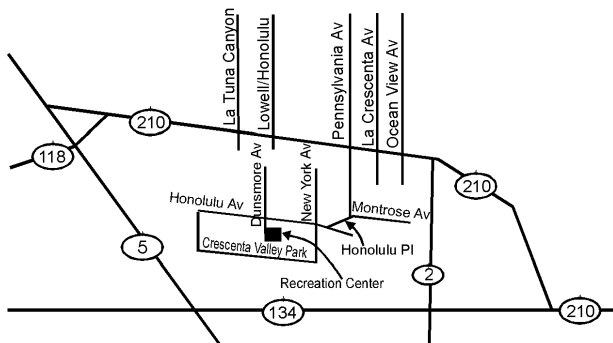 La Tuna Canyon
Lowell/Honolulu
Pennsylvania Av
La Crescenta Av
Ocean View Av
210
118
Dunsmore Av
New York Av
210
Honolulu Av
Montrose Av
Crescenta Valley Park
Honolulu Pl
5
Recreation Center
2
134
210